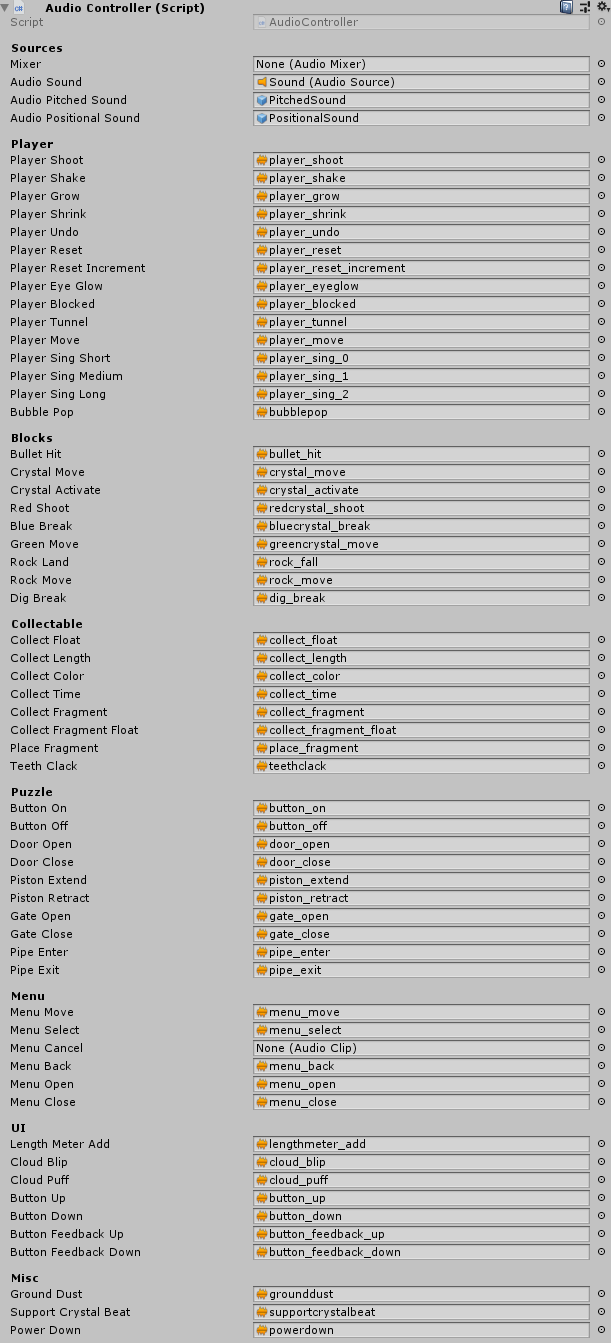 Audio Controller (Script)
Script AudioController
Sources
Mixer None (Audio Mixer)
Audio Sound Sound (Audio Source)
Audio Pitched Sound PitchedSound
Audio Positional Sound PositionalSound
Player
Player Shoot player_shoot
Player Shake player_shake
Player Grow player_grow
Player Shrink player_shrink
Player Undo player_undo
Player Reset player_reset
Player Reset Increment player_reset_increment
Player Eye Glow player_eyeglow
Player Blocked player_blocked
Player Tunnel player_tunnel
Player Move player_move
Player Sing Short player_sing_0
Player Sing Medium player_sing_1
Player Sing Long player_sing_2
Bubble Pop bubblepop
Blocks
Bullet Hit bullet_hit
Crystal Move crystal_move
Crystal Activate crystal_activate
Red Shoot redcrystal_shoot
Blue Break bluecrystal_break
Green Move greencrystal_move
Rock Land rock_fall
Rock Move rock_move
Dig Break dig_break
Collectable
Collect Float collect_float
Collect Length collect_length
Collect Color collect_color
Collect Time collect_time
Collect Fragment collect_fragment
Collect Fragment Float collect_fragment_float
Place Fragment place_fragment
Teeth Clack teethclack
Puzzle
Button On button_on
Button Off button_off
Door Open door_open
Door Close door_close
Piston Extend piston_extend
Piston Retract piston_retract
Gate Open gate_open
Gate Close gate_close
Pipe Enter pipe_enter
Pipe Exit pipe_exit
Menu
Menu Move menu_move
Menu Select menu_select
Menu Cancel None (Audio Clip)
Menu Back menu_back
Menu Open menu_open
Menu Close menu_close
UI
Length Meter Add lengthmeter_add
Cloud Blip cloud_blip
Cloud Puff cloud_puff
Button Up button_up
Button Down button_down
Button Feedback Up button_feedback_up
Button Feedback Down button_feedback_down
Misc
Ground Dust grounddust
Support Crystal Beat supportcrystalbeat
Power Down powerdown